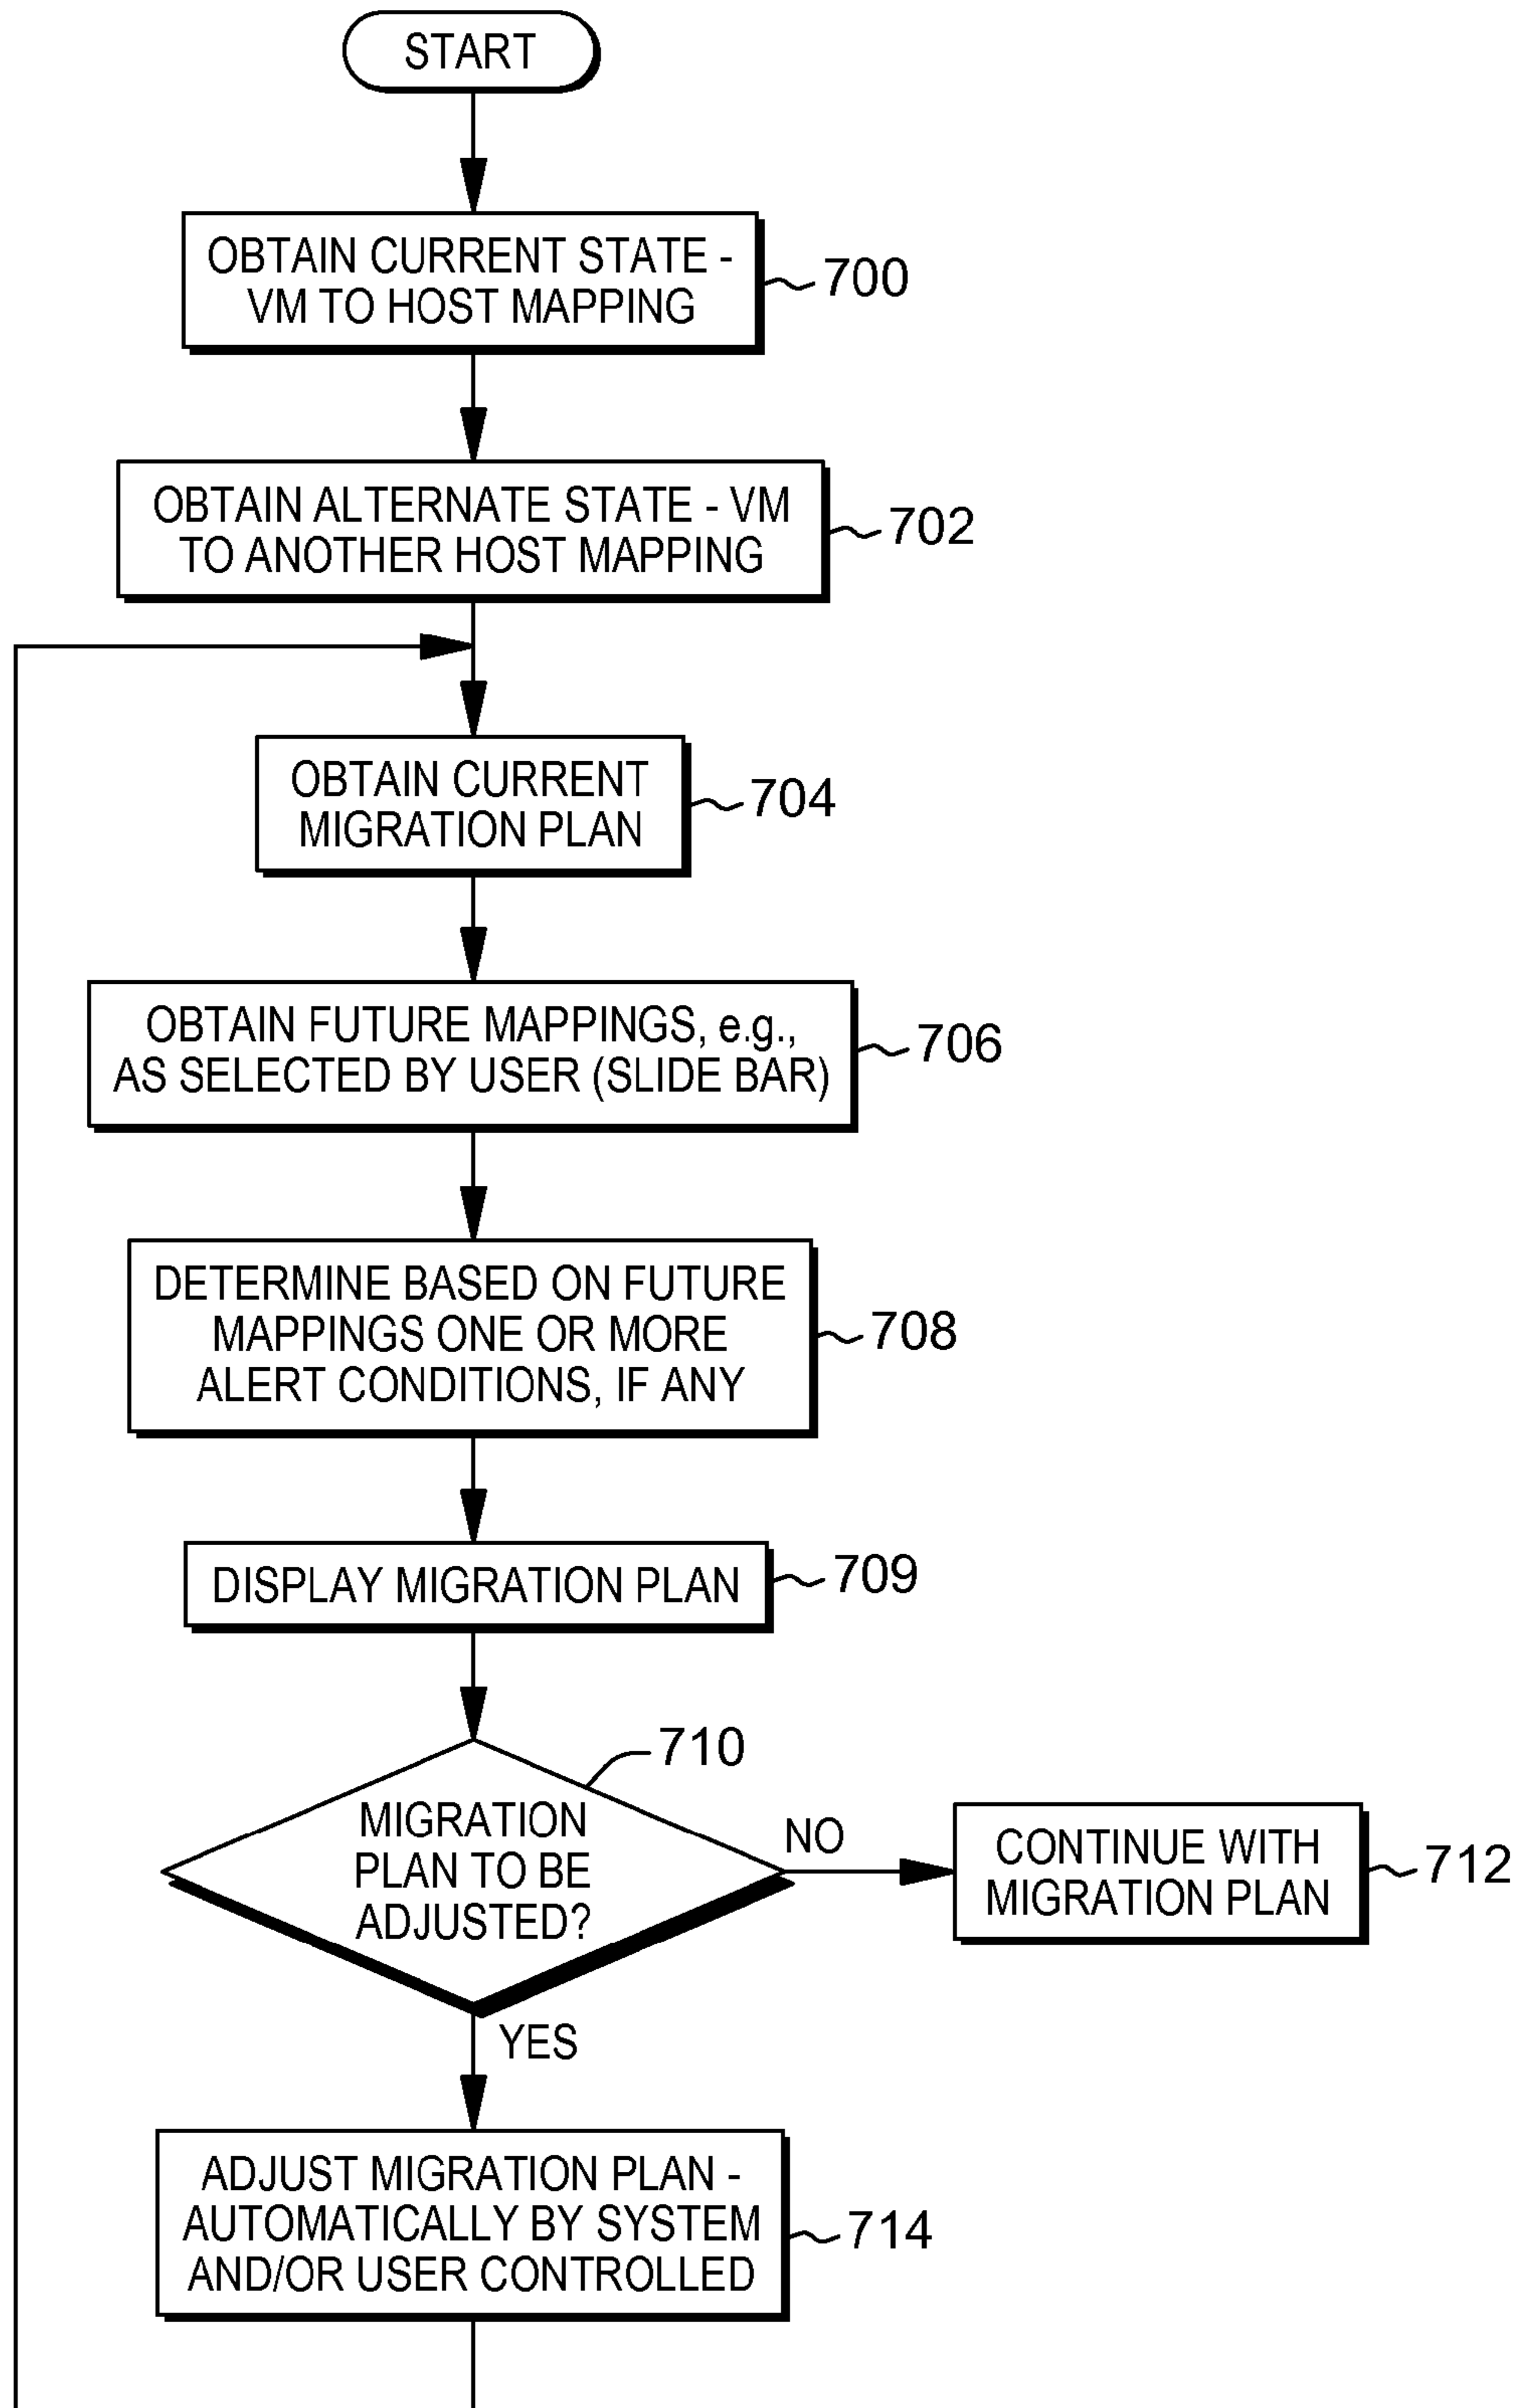 START
OBTAIN CURRENT STATE -
VM TO HOST MAPPING
700
OBTAIN ALTERNATE STATE - VM
TO ANOTHER HOST MAPPING
702
OBTAIN CURRENT
MIGRATION PLAN
704
OBTAIN FUTURE MAPPINGS, e.g.,
AS SELECTED BY USER (SLIDE BAR)
706
DETERMINE BASED ON FUTURE
MAPPINGS ONE OR MORE
ALERT CONDITIONS, IF ANY
708
DISPLAY MIGRATION PLAN
709
710
MIGRATION
PLAN TO BE
ADJUSTED?
NO
CONTINUE WITH
MIGRATION PLAN
712
YES
ADJUST MIGRATION PLAN -
AUTOMATICALLY BY SYSTEM
AND/OR USER CONTROLLED
714